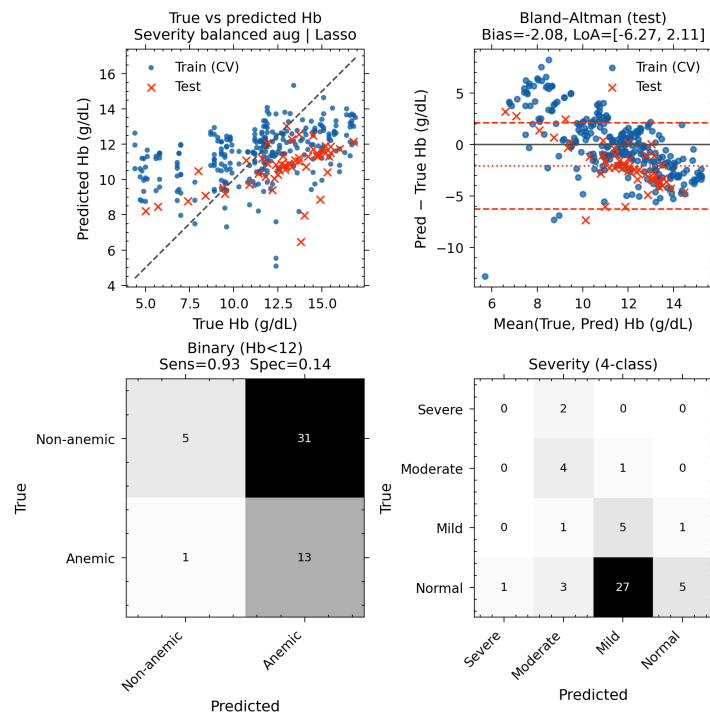 True vs predicted Hb
Severity balanced aug | Lasso
Train (CV)
Test
Predicted Hb (g/dL)
16
14
12
10
8
6
4
5.0 7.5 10.0 12.5 15.0
True Hb (g/dL)
Bland–Altman (test)
Bias=-2.08, LoA=[-6.27, 2.11]
Train (CV)
Test
Pred − True Hb (g/dL)
5
0
−5
−10
6 8 10 12 14
Mean(True, Pred) Hb (g/dL)
Binary (Hb<12)
Sens=0.93 Spec=0.14
True
Non-anemic 5 31
Anemic 1 13
Non-anemic Anemic
Predicted
Severity (4-class)
True
Severe 0 2 0 0
Moderate 0 4 1 0
Mild 0 1 5 1
Normal 1 3 27 5
Severe Moderate Mild Normal
Predicted